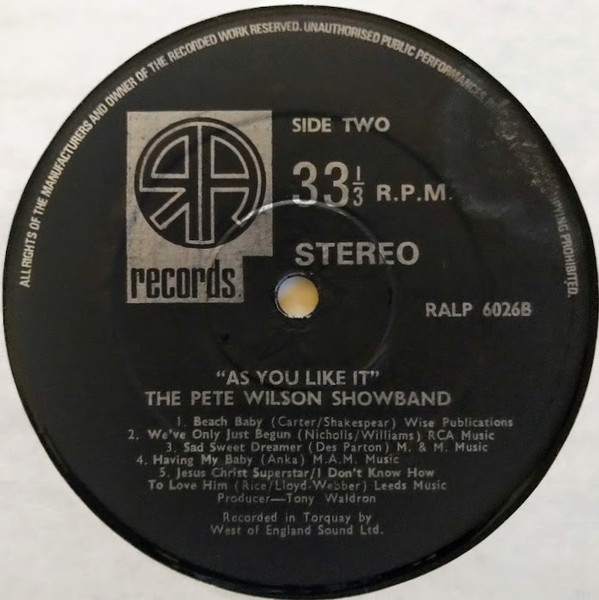 ALL RIGHTS OF THE MANUFACTURERS AND OWNER OF THE RECORDED WORK RESERVED. UNAUTHORISED PUBLIC PERFORMANCES
PROHIBITED.
SIDE TWO
33 1/3 R.P.M.
STEREO
records.
RALP 6026B
"AS YOU LIKE IT"
THE PETE WILSON SHOWBAND
1. Beach Baby (Carter/Shakespear) Wise Publications
2. We've Only Just Begun (Nicholls/Williams) RCA Music
3. Sad Sweet Dreamer (Des Parton) M. & M. Music
4. Having My Baby (Anka) M.A.M. Music
5. Jesus Christ Superstar/I Don't Know How
To Love Him (Rice/Lloyd-Webber) Leeds Music
Producer—Tony Waldron
Recorded in Torquay by
West of England Sound Ltd.